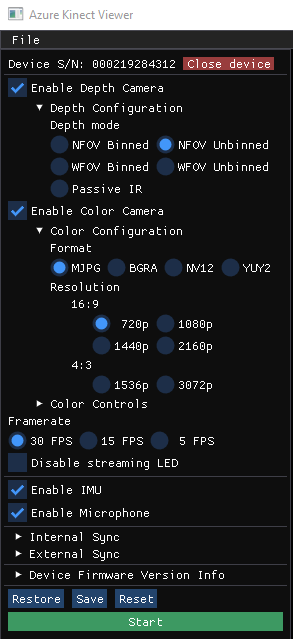 Azure Kinect Viewer
File
Device S/N: 000219284312 Close device
Enable Depth Camera
Depth Configuration
Depth mode
NFOV Binned NFOV Unbinned
WFOV Binned WFOV Unbinned
Passive IR
Enable Color Camera
Color Configuration
Format
MJPG BGRA NV12 YUY2
Resolution
16:9
720p 1080p
1440p 2160p
4:3
1536p 3072p
Color Controls
Framerate
30 FPS 15 FPS 5 FPS
Disable streaming LED
Enable IMU
Enable Microphone
Internal Sync
External Sync
Device Firmware Version Info
Restore Save Reset
Start